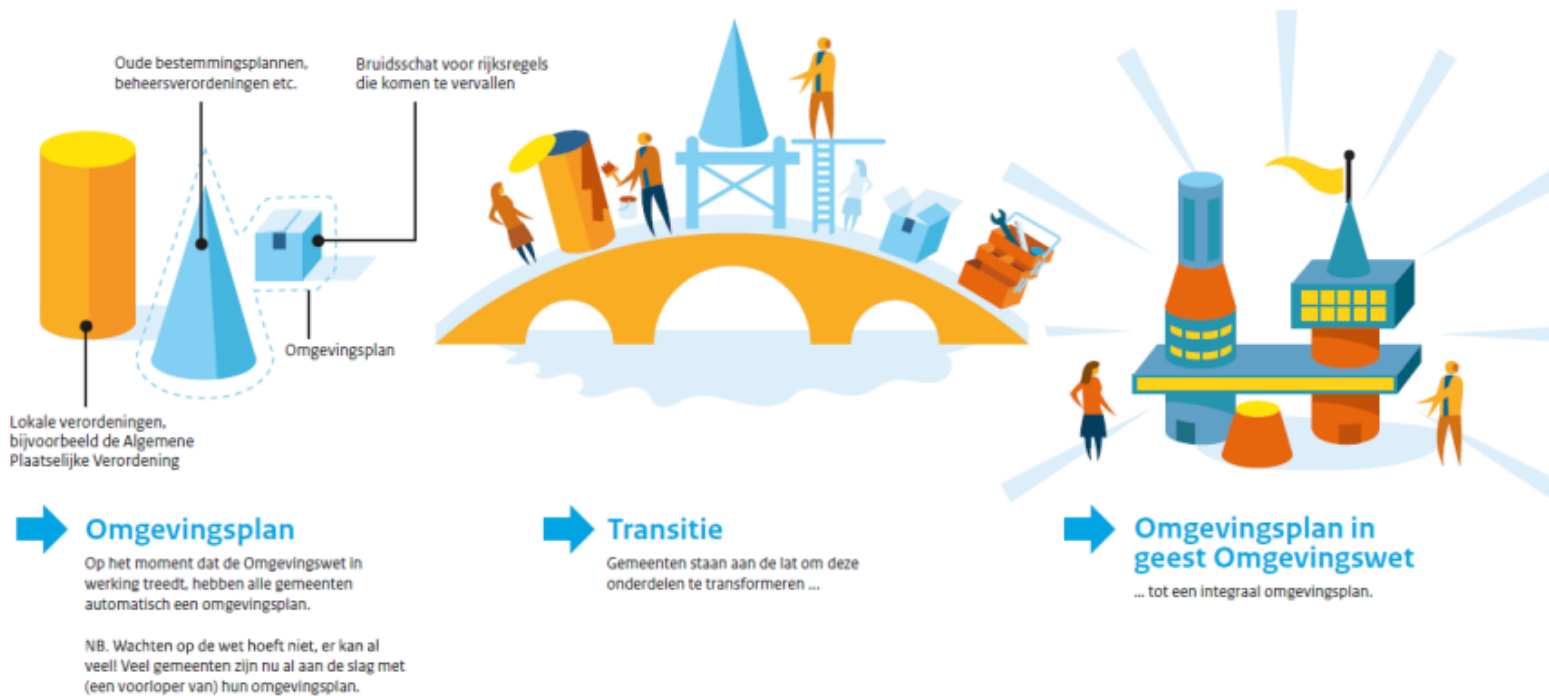 Oude bestemmingsplannen,
beheersverordeningen etc.
Bruidsschat voor rijksregels
die komen te vervallen
Omgevingsplan
Lokale verordeningen,
bijvoorbeeld de Algemene
Plaatselijke Verordening
Omgevingsplan
Op het moment dat de Omgevingswet in
werking treedt, hebben alle gemeenten
automatisch een omgevingsplan.
NB. Wachten op de wet hoeft niet, er kan al
veel! Veel gemeenten zijn nu al aan de slag met
(een voorloper van) hun omgevingsplan.
Transitie
Gemeenten staan aan de lat om deze
onderdelen te transformeren ...
Omgevingsplan in
geest Omgevingswet
... tot een integraal omgevingsplan.